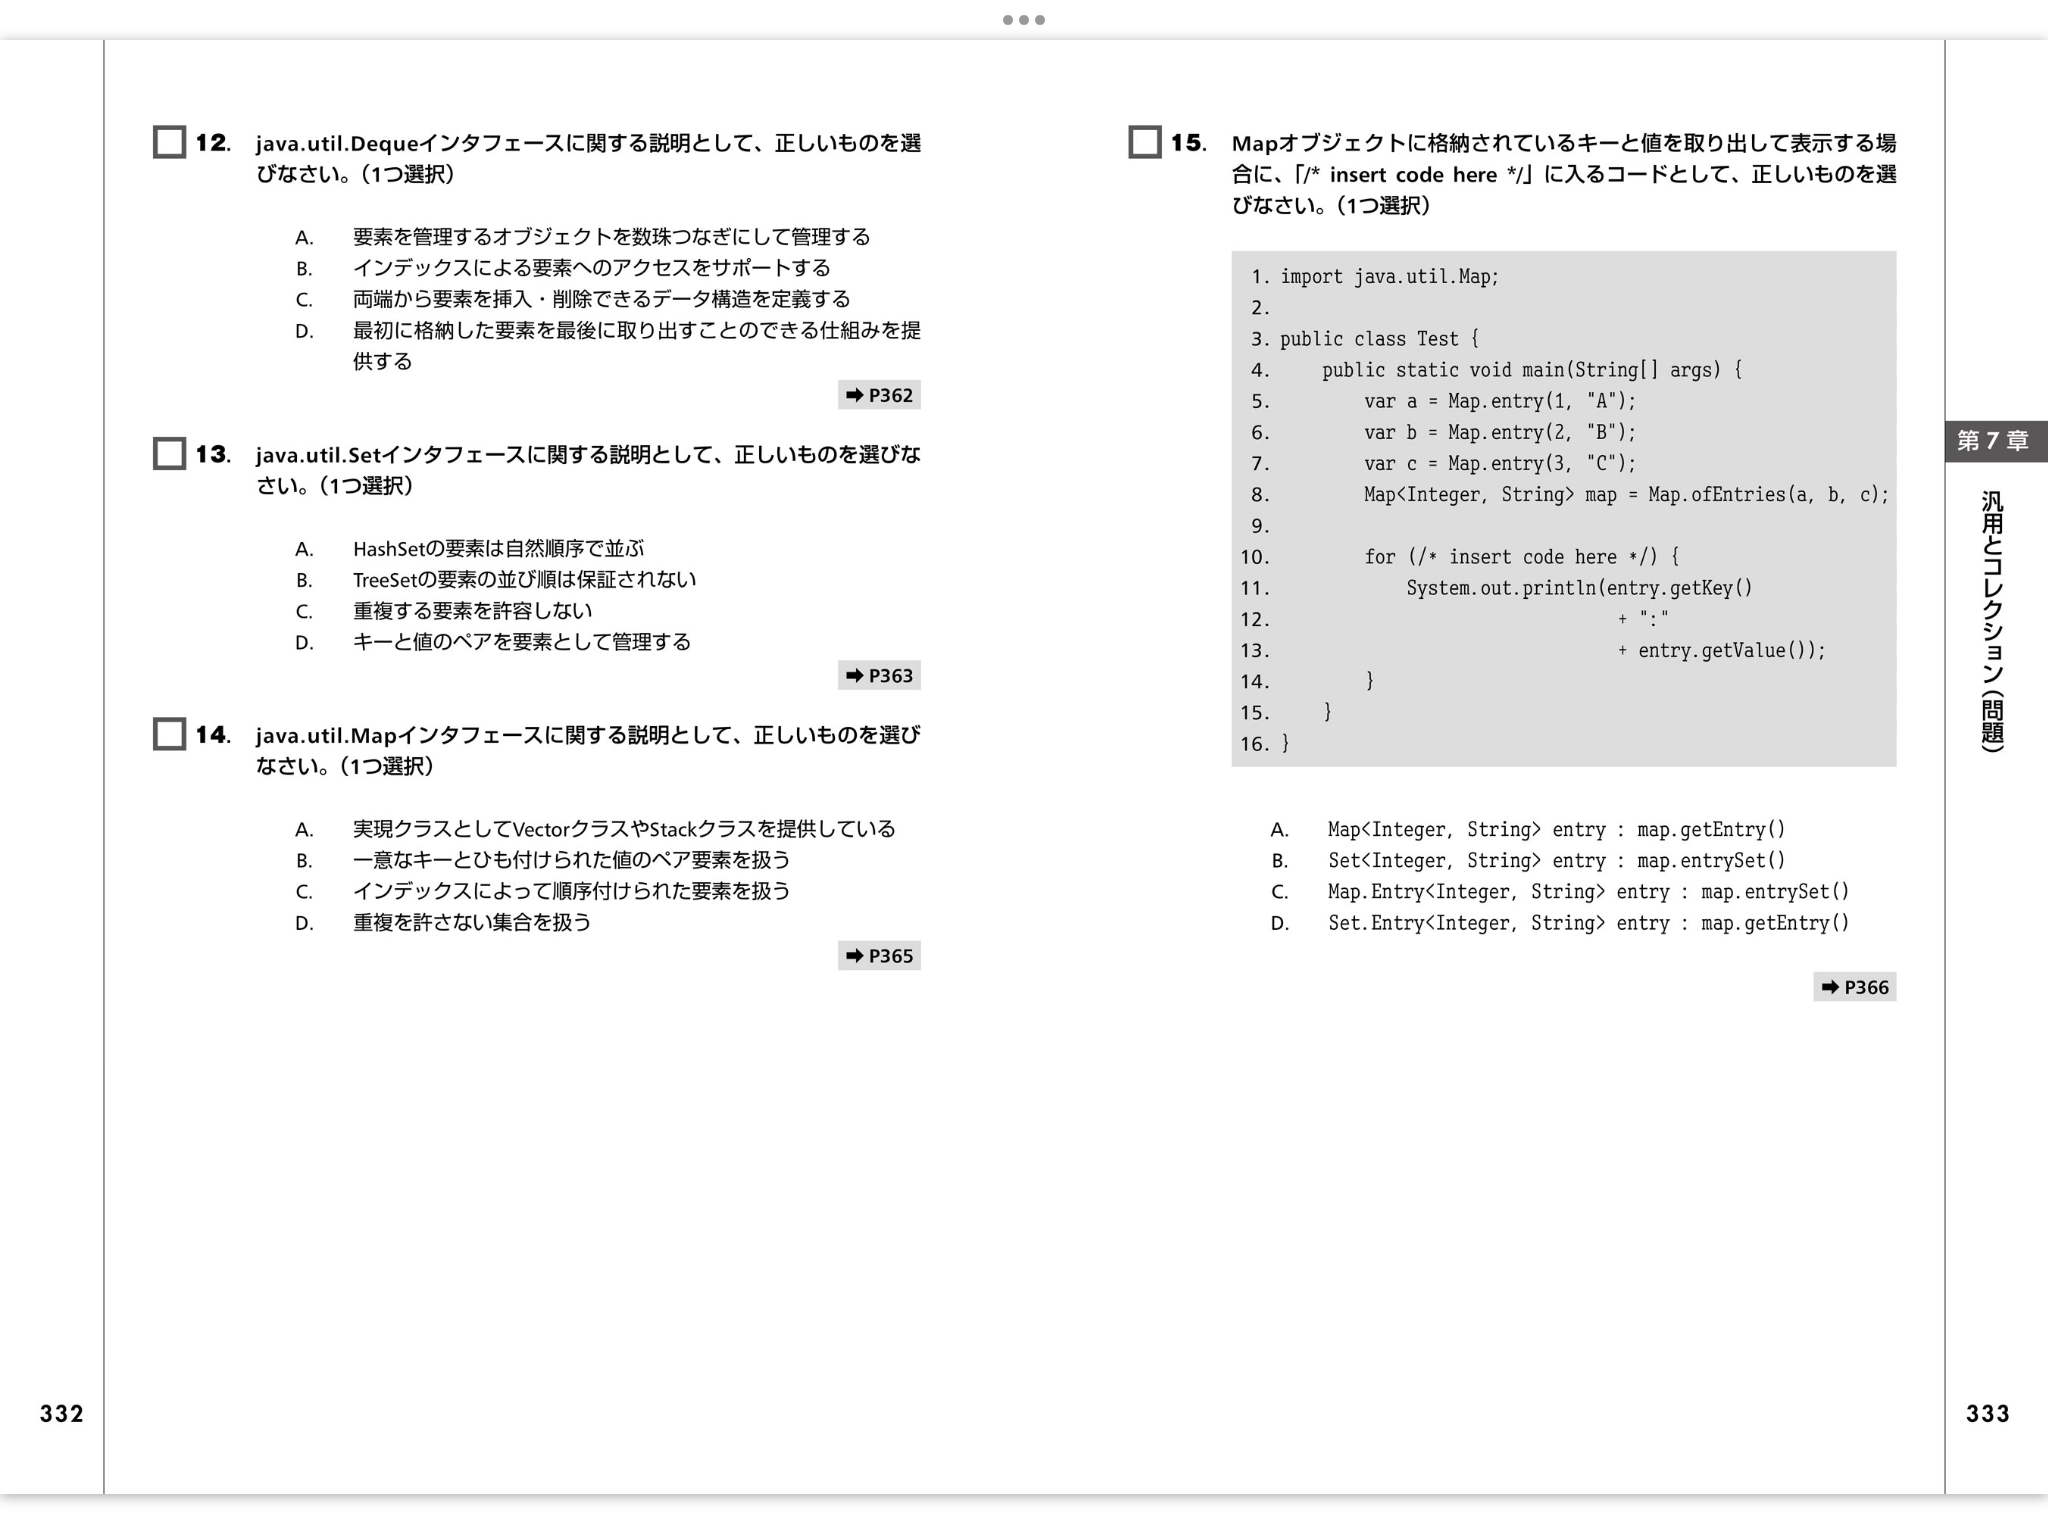 12. java.util.Dequeインタフェースに関する説明として、正しいものを選
びなさい。（1つ選択）
A. 要素を管理するオブジェクトを数珠つなぎにして管理する
B. インデックスによる要素へのアクセスをサポートする
C. 両端から要素を挿入・削除できるデータ構造を定義する
D. 最初に格納した要素を最後に取り出すことのできる仕組みを提
供する
➡ P362
13. java.util.Setインタフェースに関する説明として、正しいものを選びな
さい。（1つ選択）
A. HashSetの要素は自然順序で並ぶ
B. TreeSetの要素の並び順は保証されない
C. 重複する要素を許容しない
D. キーと値のペアを要素として管理する
➡ P363
14. java.util.Mapインタフェースに関する説明として、正しいものを選び
なさい。（1つ選択）
A. 実現クラスとしてVectorクラスやStackクラスを提供している
B. 一意なキーとひも付けられた値のペア要素を扱う
C. インデックスによって順序付けられた要素を扱う
D. 重複を許さない集合を扱う
➡ P365
332
15. Mapオブジェクトに格納されているキーと値を取り出して表示する場
合に、「/* insert code here */」に入るコードとして、正しいものを選
びなさい。（1つ選択）
1. import java.util.Map;
2.
3. public class Test {
4.     public static void main(String[] args) {
5.         var a = Map.entry(1, "A");
6.         var b = Map.entry(2, "B");
7.         var c = Map.entry(3, "C");
8.         Map<Integer, String> map = Map.ofEntries(a, b, c);
9.
10.         for (/* insert code here */) {
11.             System.out.println(entry.getKey()
12.                                 + ":"
13.                                 + entry.getValue());
14.         }
15.     }
16. }
A. Map<Integer, String> entry : map.getEntry()
B. Set<Integer, String> entry : map.entrySet()
C. Map.Entry<Integer, String> entry : map.entrySet()
D. Set.Entry<Integer, String> entry : map.getEntry()
➡ P366
第7章
汎用とコレクション（問題）
333